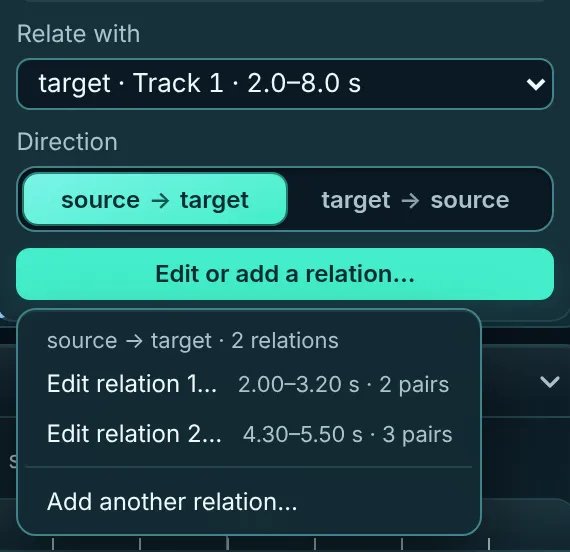 Relate with
target · Track 1 · 2.0–8.0 s
Direction
source → target target → source
Edit or add a relation...
source → target · 2 relations
Edit relation 1... 2.00–3.20 s · 2 pairs
Edit relation 2... 4.30–5.50 s · 3 pairs
Add another relation...